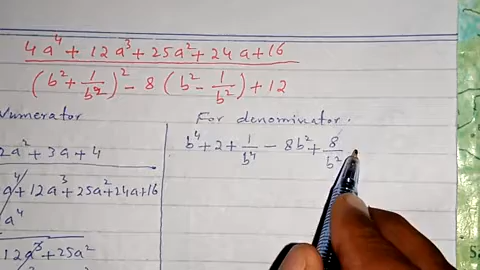 4a⁴ + 12a³ + 25a² + 24a + 16
(b² + 1/b²)² - 8 (b² - 1/b²) + 12
Numerator
For denominator.
2a² + 3a + 4
b⁴ + 2 + 1/b⁴ - 8b² + 8/b²
a⁴ + 12a³ + 25a² + 24a + 16
a⁴
12a³ + 25a²